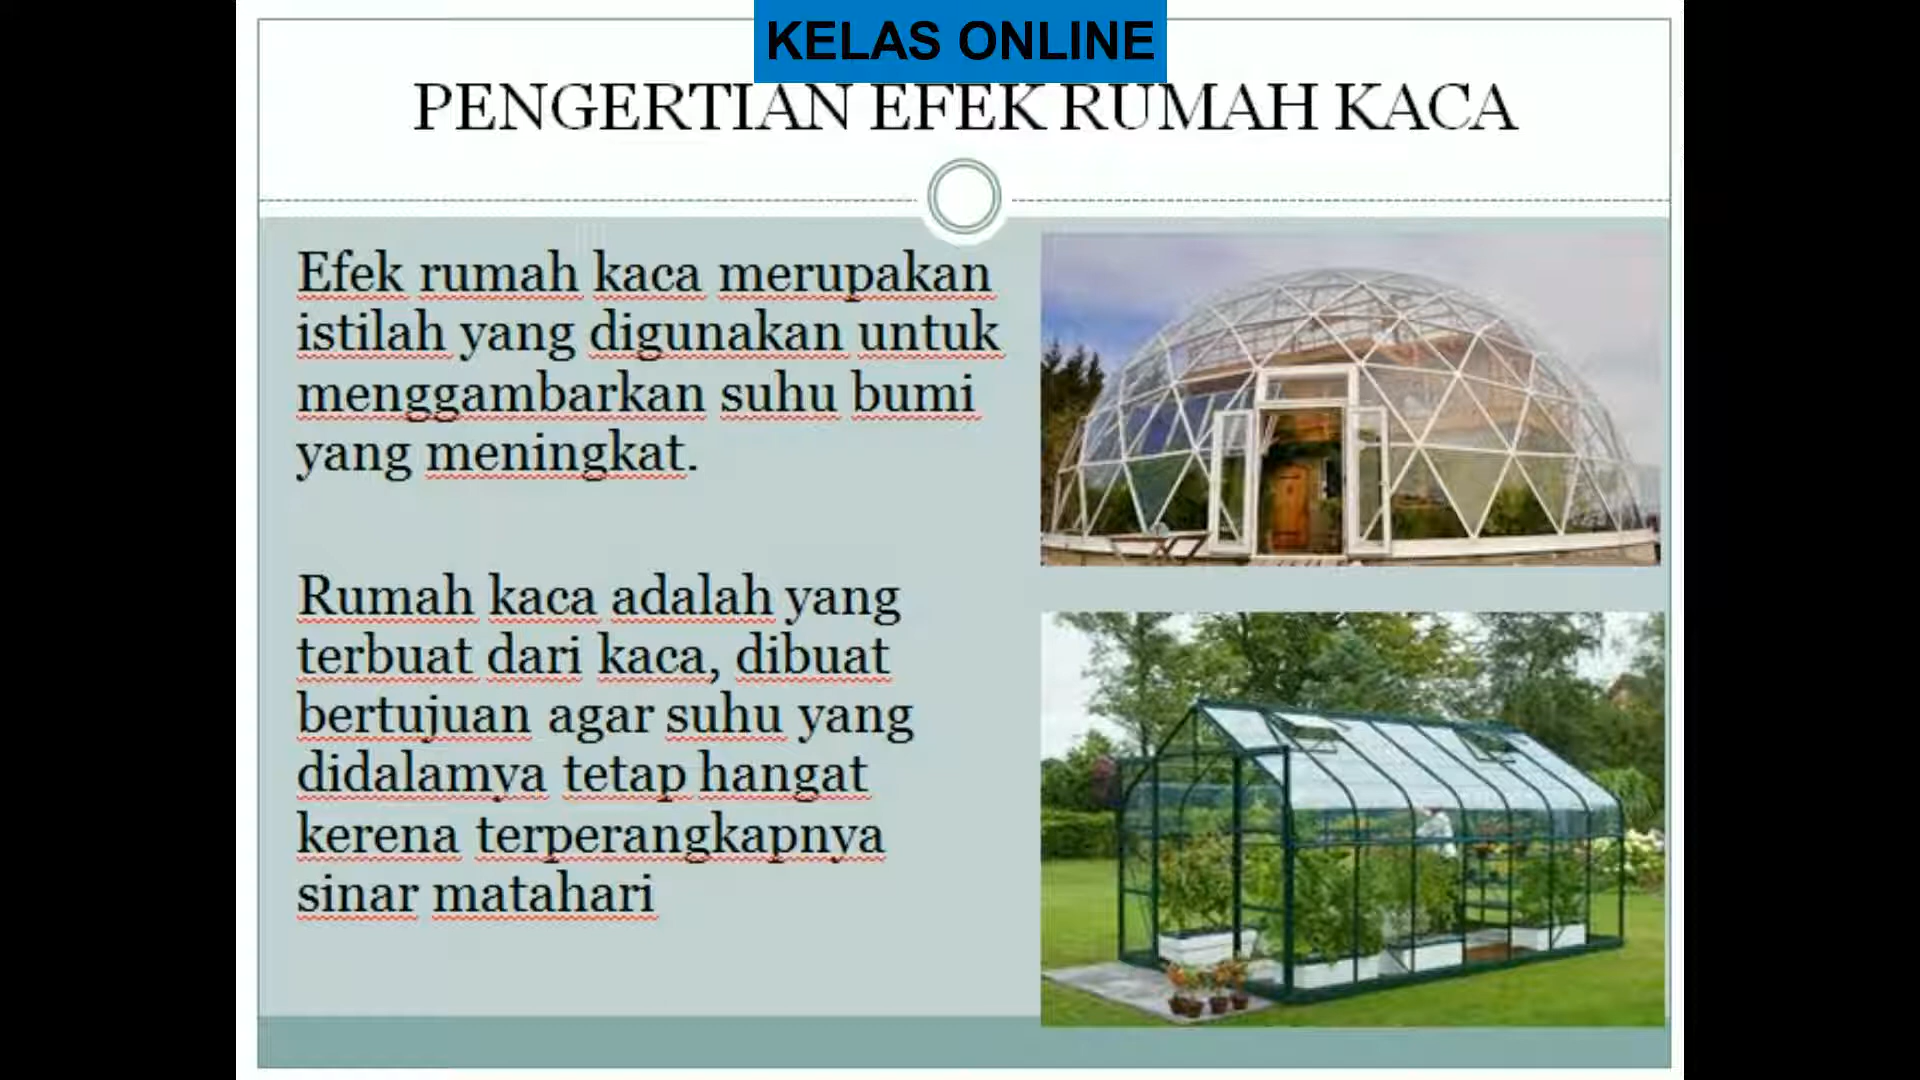 KELAS ONLINE
PENGERTIAN EFEK RUMAH KACA
Efek rumah kaca merupakan
istilah yang digunakan untuk
menggambarkan suhu bumi
yang meningkat.
Rumah kaca adalah yang
terbuat dari kaca, dibuat
bertujuan agar suhu yang
didalamya tetap hangat
kerena terperangkapnya
sinar matahari